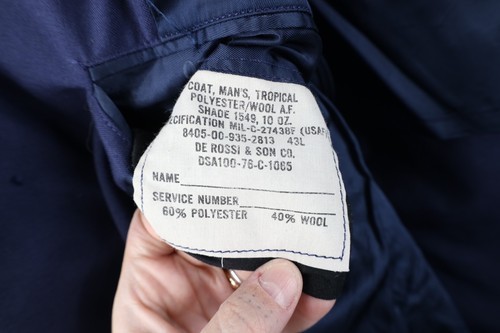 COAT, MAN'S, TROPICAL
POLYESTER/WOOL A.F.
SHADE 1549, 10 OZ.
ECIFICATION MIL-C-27438F (USAF
8405-00-935-2813 43L
DE ROSSI & SON CO.
DSA100-76-C-1065
NAME
SERVICE NUMBER
60% POLYESTER 40% WOOL